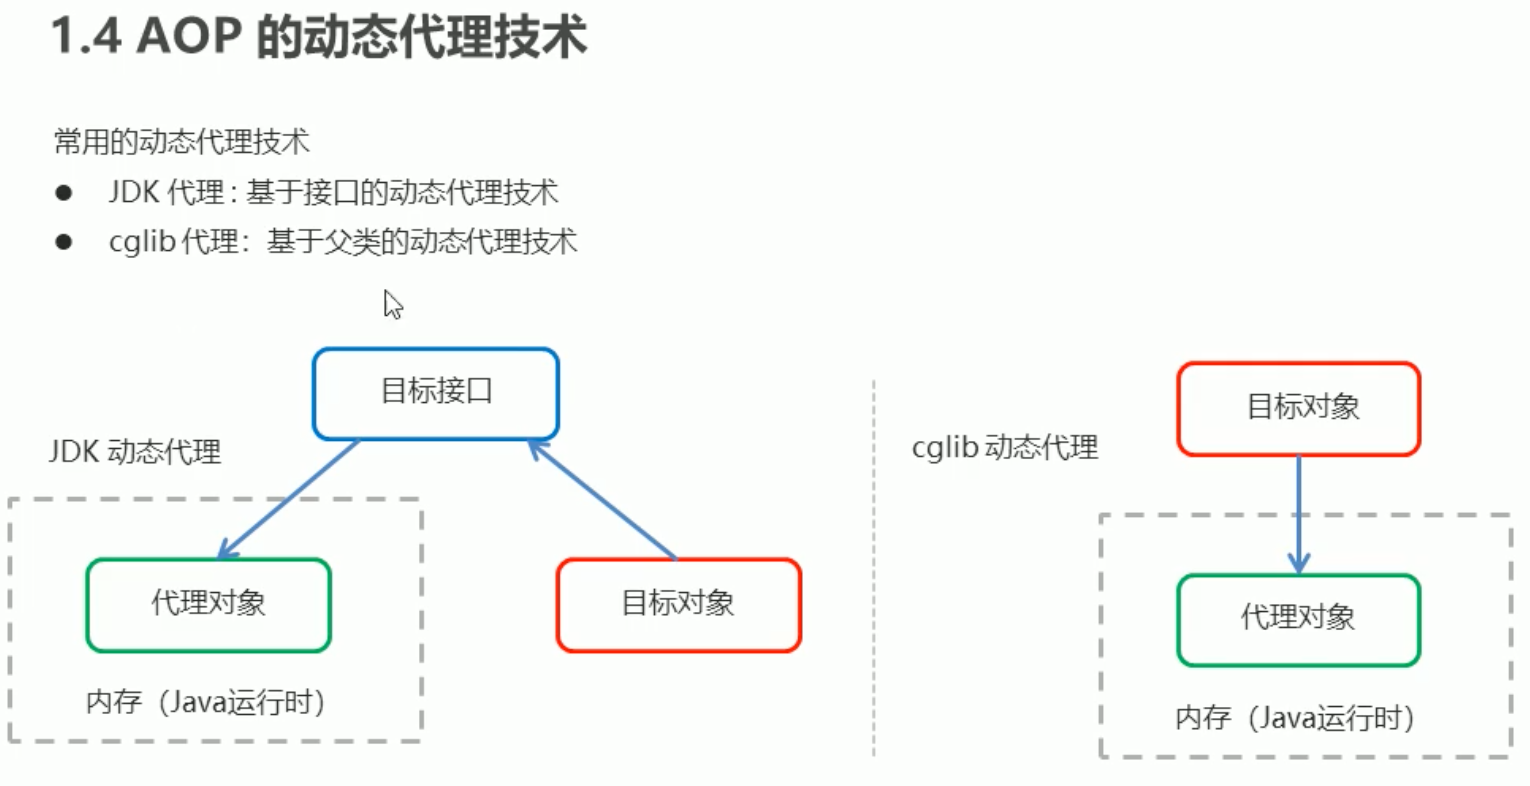 1.4 AOP 的动态代理技术
常用的动态代理技术
● JDK 代理 : 基于接口的动态代理技术
● cglib 代理：基于父类的动态代理技术
目标接口
JDK 动态代理
代理对象
目标对象
内存（Java运行时）
目标对象
cglib 动态代理
代理对象
内存（Java运行时）